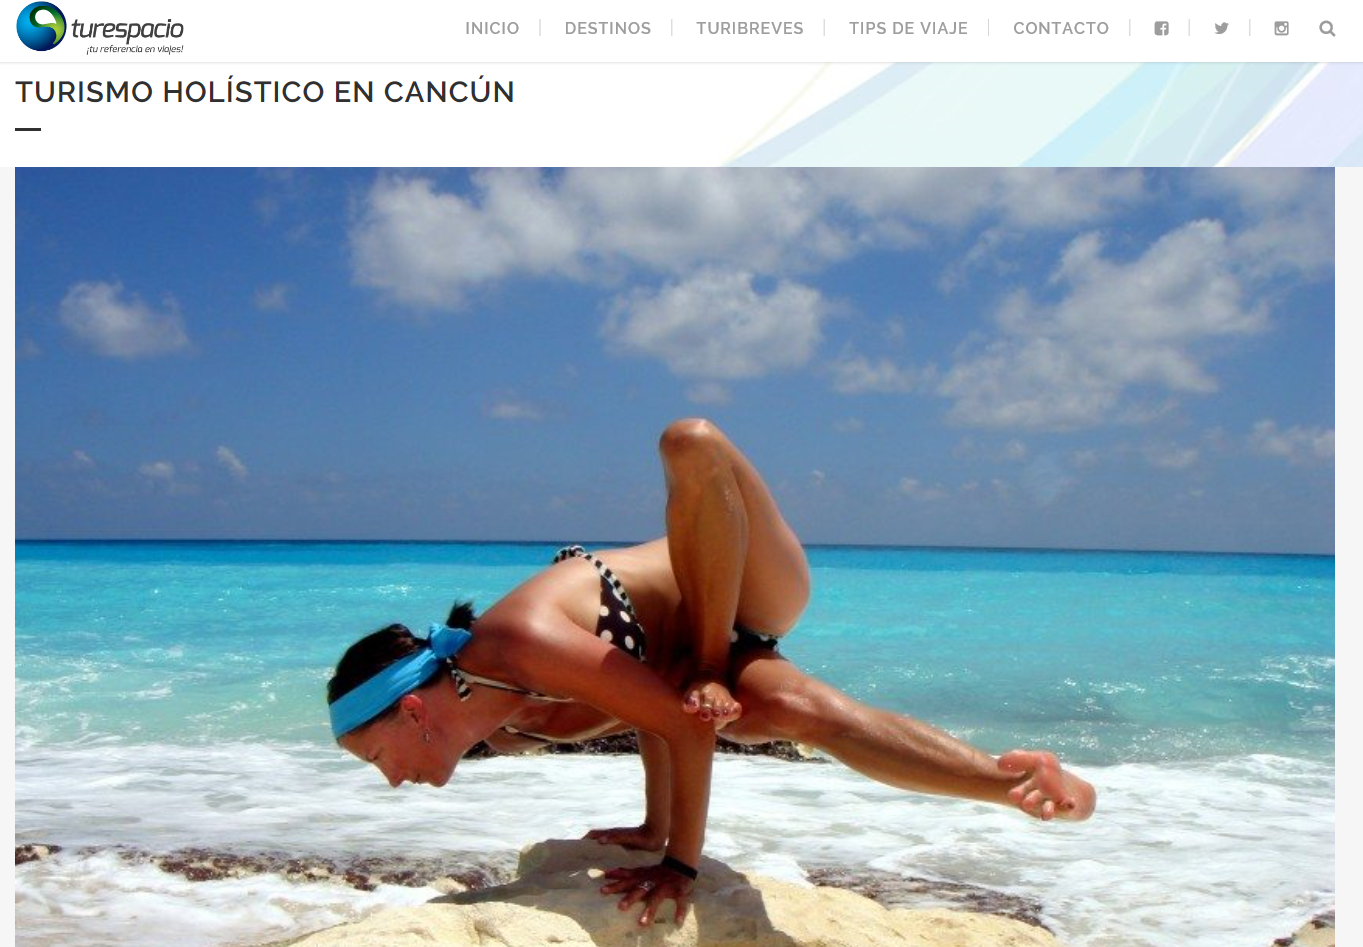 turespacio
¡tu referencia en viajes!
INICIO
DESTINOS
TURIBREVES
TIPS DE VIAJE
CONTACTO
TURISMO HOLÍSTICO EN CANCÚN